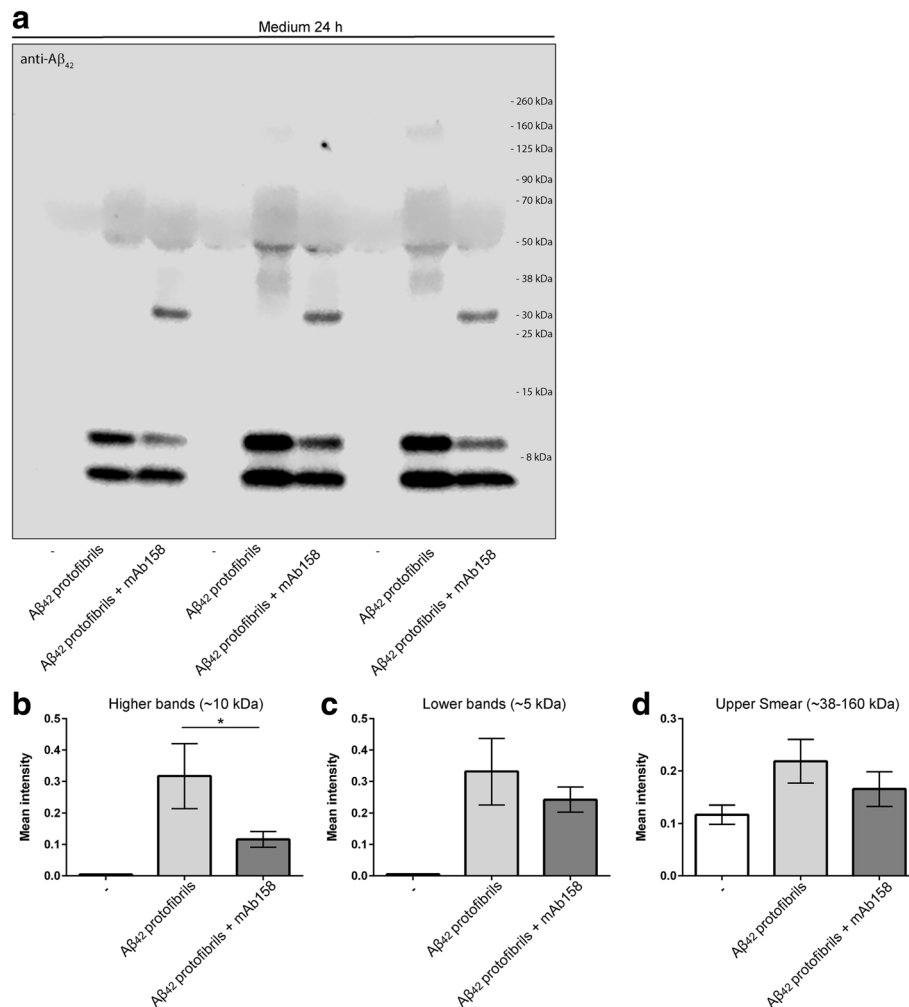 a
Medium 24 h
anti-Aβ₄₂
- 260 kDa
- 160 kDa
- 125 kDa
- 90 kDa
- 70 kDa
- 50 kDa
- 38 kDa
- 30 kDa
- 25 kDa
- 15 kDa
- 8 kDa
-
Aβ₄₂ protofibrils
Aβ₄₂ protofibrils + mAb158
-
Aβ₄₂ protofibrils
Aβ₄₂ protofibrils + mAb158
-
Aβ₄₂ protofibrils
Aβ₄₂ protofibrils + mAb158
b
Higher bands (~10 kDa)
Mean intensity
0.5
0.4
0.3
0.2
0.1
0.0
*
-
Aβ₄₂ protofibrils
Aβ₄₂ protofibrils + mAb158
c
Lower bands (~5 kDa)
Mean intensity
0.5
0.4
0.3
0.2
0.1
0.0
-
Aβ₄₂ protofibrils
Aβ₄₂ protofibrils + mAb158
d
Upper Smear (~38-160 kDa)
Mean intensity
0.3
0.2
0.1
0.0
-
Aβ₄₂ protofibrils
Aβ₄₂ protofibrils + mAb158